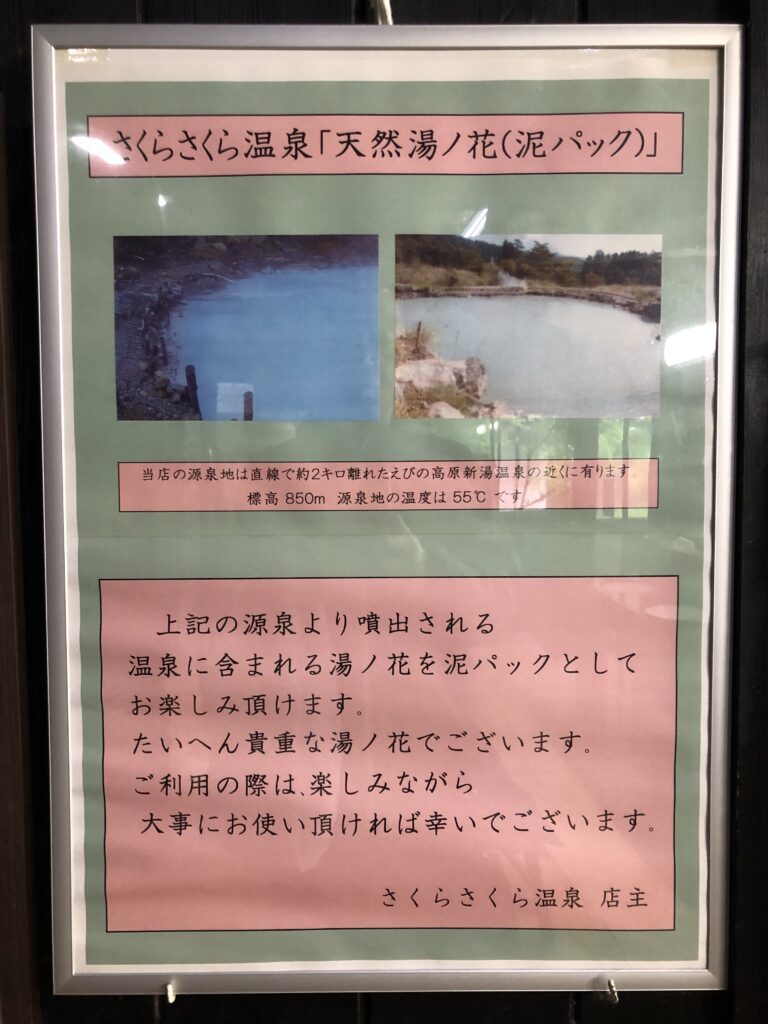 さくらさくら温泉「天然湯ノ花(泥パック)」
当店の源泉地は直線で約2キロ離れたえびの高原新湯温泉の近くに有ります。
標高 850m 源泉地の温度は 55℃ です。
上記の源泉より噴出される
温泉に含まれる湯ノ花を泥パックとして
お楽しみ頂けます。
たいへん貴重な湯ノ花でございます。
ご利用の際は、楽しみながら
大事にお使い頂ければ幸いでございます。
さくらさくら温泉 店主